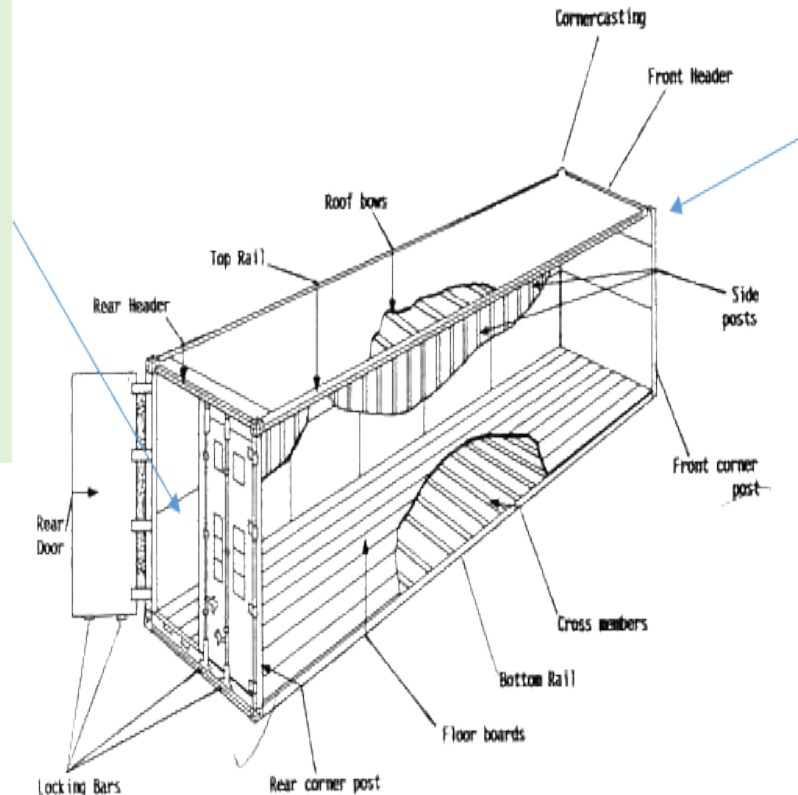 Cornercasting
Front Header
Roof bows
Top Rail
Rear Header
Side
posts
Front corner
post
Rear
Door
Cross members
Bottom Rail
Floor boards
Locking Bars
Rear corner post